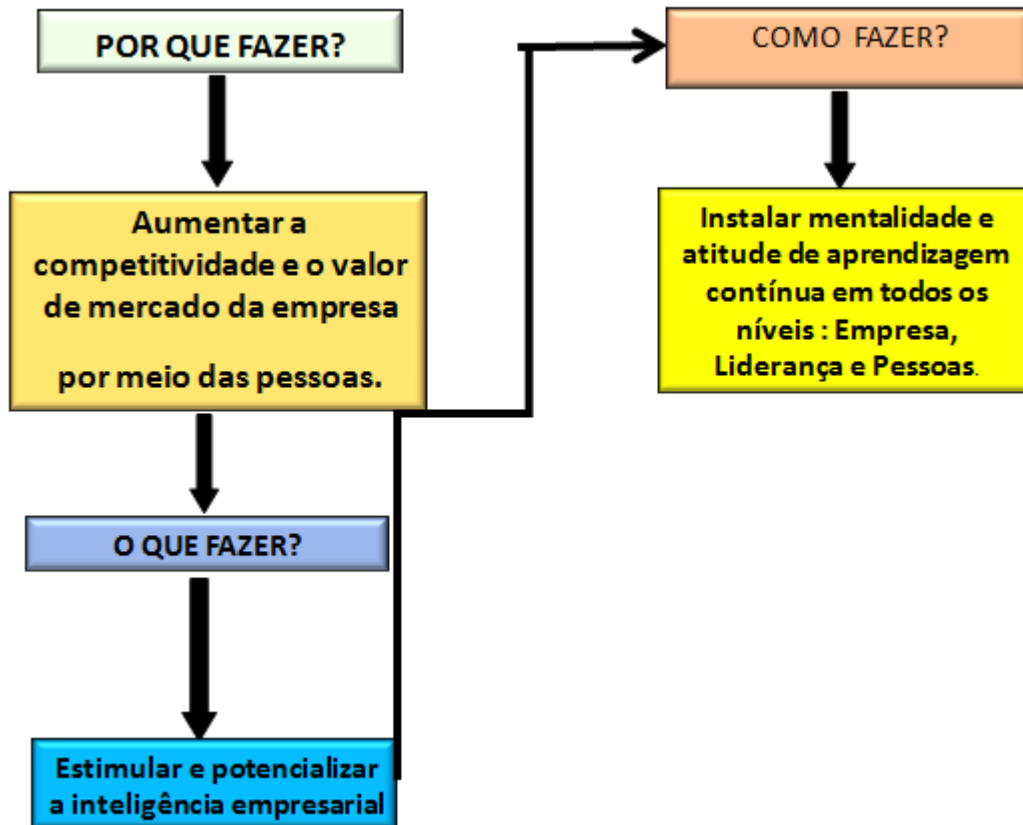 POR QUE FAZER?
Aumentar a
competitividade e o valor
de mercado da empresa
por meio das pessoas.
O QUE FAZER?
Estimular e potencializar
a inteligência empresarial
COMO FAZER?
Instalar mentalidade e
atitude de aprendizagem
contínua em todos os
níveis : Empresa,
Liderança e Pessoas.